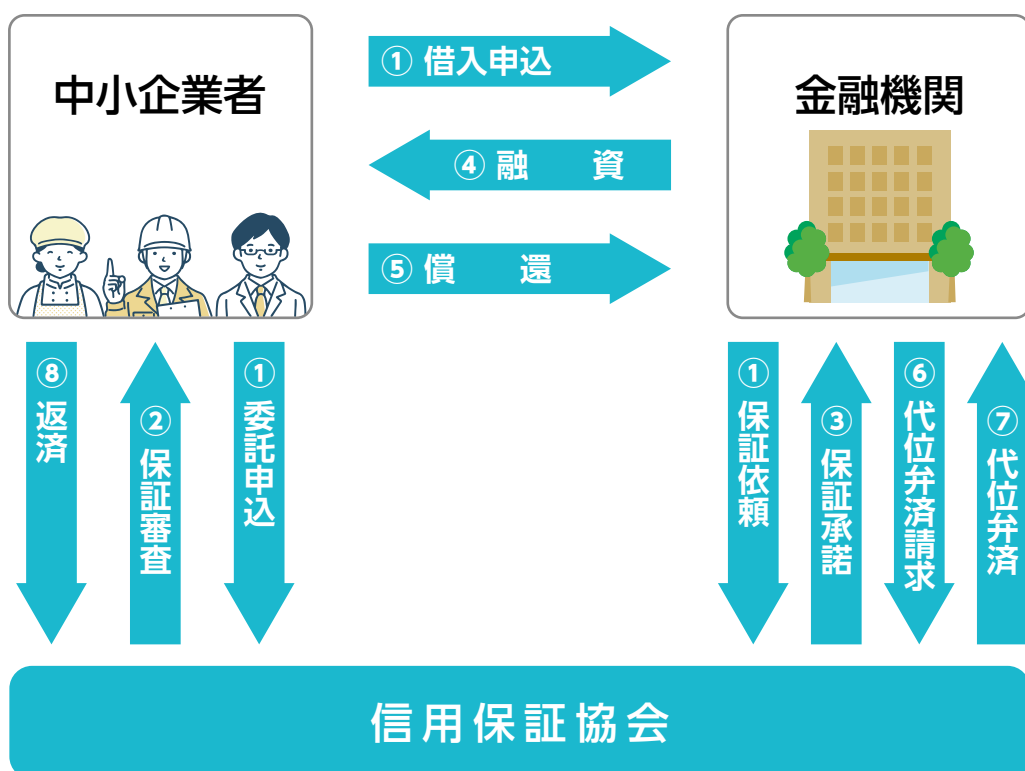 中小企業者
① 借入申込
金融機関
④ 融　資
⑤ 償　還
⑧ 返済
② 保証審査
① 委託申込
① 保証依頼
③ 保証承諾
⑥ 代位弁済請求
⑦ 代位弁済
信用保証協会